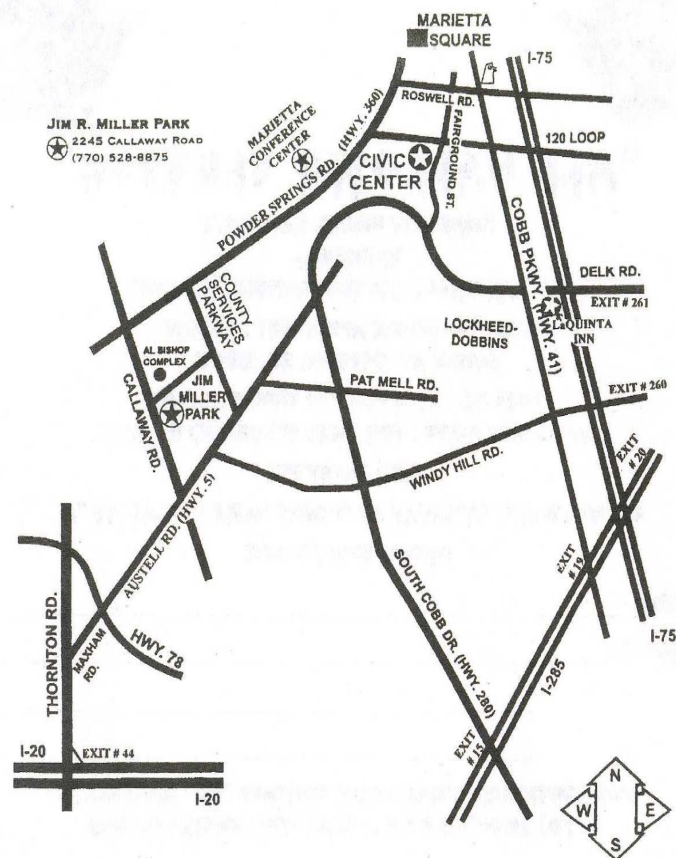 MARIETTA
SQUARE
I-75
ROSWELL RD.
JIM R. MILLER PARK
2245 CALLAWAY ROAD
(770) 528-8875
MARIETTA
CONFERENCE
CENTER
POWDER SPRINGS RD. (HWY. 360)
CIVIC
CENTER
FAIRGROUND ST.
120 LOOP
COBB PKWY. (HWY. 41)
DELK RD.
EXIT # 261
LAQUINTA
INN
LOCKHEED-
DOBBINS
COUNTY
SERVICES
PARKWAY
AL BISHOP
COMPLEX
JIM
MILLER
PARK
CALLAWAY RD.
PAT MELL RD.
EXIT # 260
WINDY HILL RD.
EXIT
# 20
AUSTELL RD. (HWY. 5)
EXIT
# 19
THORNTON RD.
MAXHAM
RD.
HWY. 78
SOUTH COBB DR. (HWY. 280)
I-285
I-75
EXIT
# 15
I-20
EXIT # 44
I-20
N
W
E
S